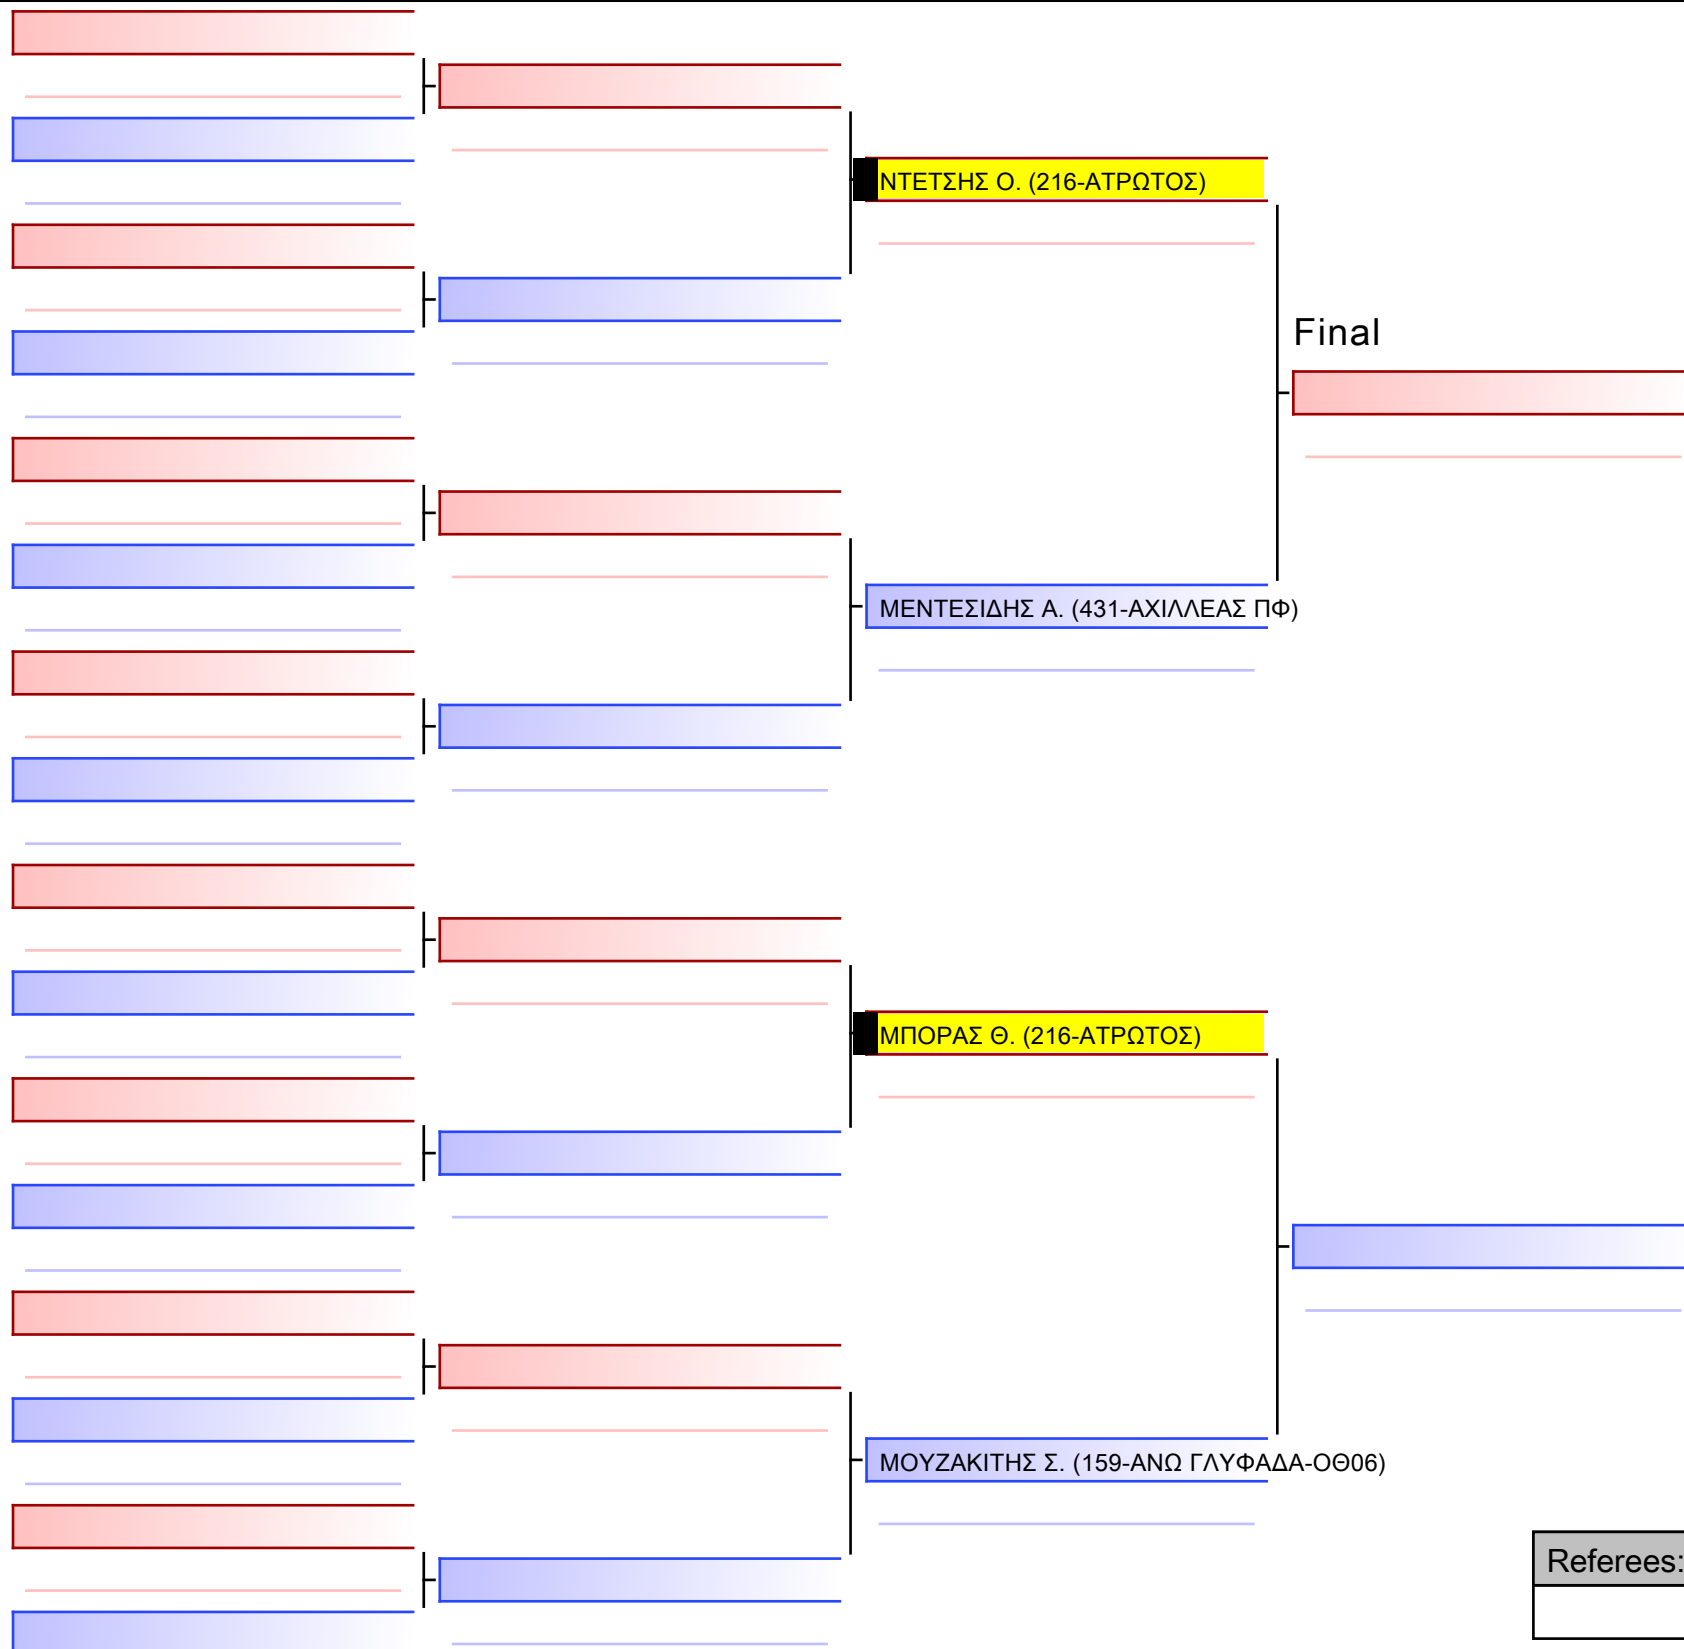 ΝΤΕΤΣΗΣ Ο. (216-ΑΤΡΩΤΟΣ)
Final
ΜΕΝΤΕΣΙΔΗΣ Α. (431-ΑΧΙΛΛΕΑΣ ΠΦ)
ΜΠΟΡΑΣ Θ. (216-ΑΤΡΩΤΟΣ)
ΜΟΥΖΑΚΙΤΗΣ Σ. (159-ΑΝΩ ΓΛΥΦΑΔΑ-ΟΘ06)
Referees: